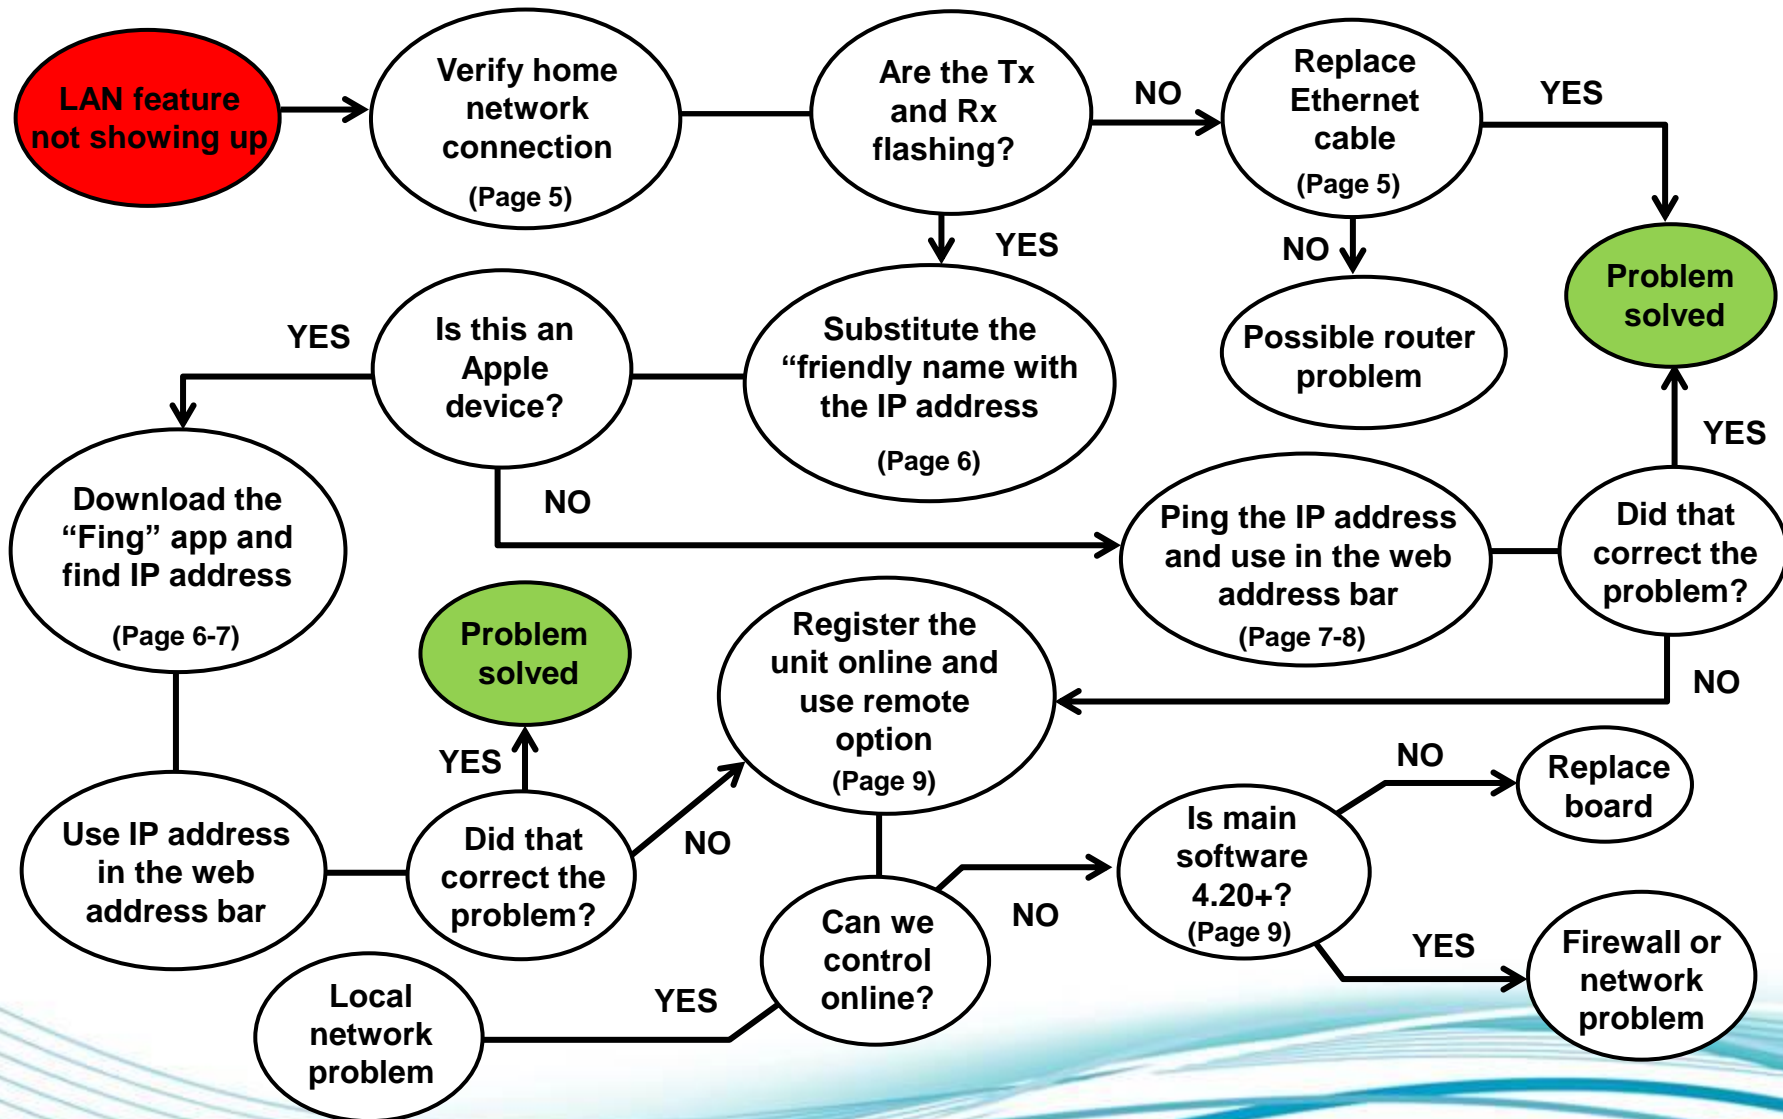 LAN feature
not showing up
Verify home
network
connection
(Page 5)
Are the Tx
and Rx
flashing?
NO
Replace
Ethernet
cable
(Page 5)
YES
YES
NO
Problem
solved
Possible router
problem
Substitute the
“friendly name with
the IP address
(Page 6)
Is this an
Apple
device?
YES
NO
Download the
“Fing” app and
find IP address
(Page 6-7)
Ping the IP address
and use in the web
address bar
(Page 7-8)
Did that
correct the
problem?
YES
NO
Problem
solved
Register the
unit online and
use remote
option
(Page 9)
YES
NO
Use IP address
in the web
address bar
Did that
correct the
problem?
Can we
control
online?
NO
YES
Local
network
problem
Is main
software
4.20+?
(Page 9)
NO
Replace
board
YES
Firewall or
network
problem